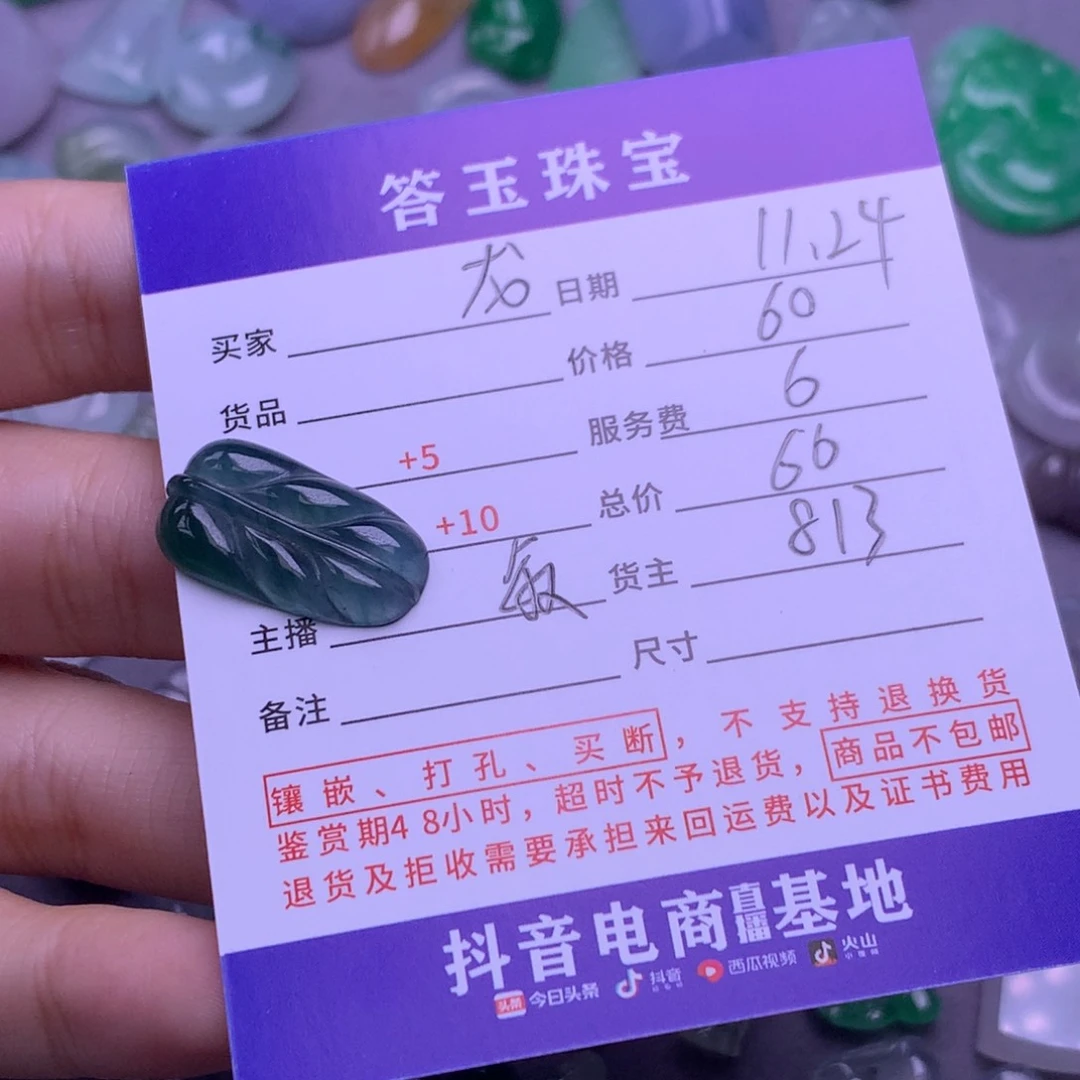 答玉珠宝
买家 龙 日期 11.24
货品 价格 60
+5 服务费 6
+10 总价 66
主播 敏 货主 813
备注 尺寸
镶嵌、打孔、买断，不支持退换货
鉴赏期48小时，超时不予退货，商品不包邮
退货及拒收需要承担来回运费以及证书费用
抖音电商直播基地
头条 今日头条 抖音 西瓜视频 火山